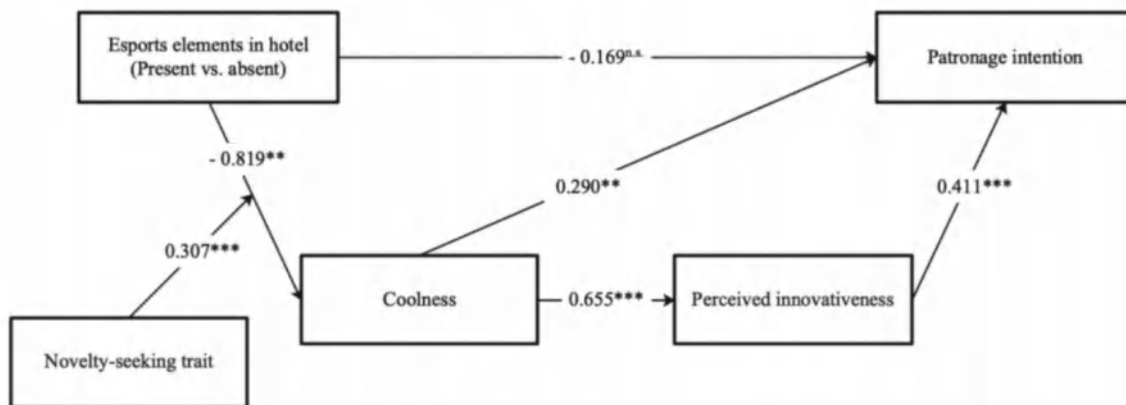 Esports elements in hotel
(Present vs. absent)
- 0.169n.s.
Patronage intention
- 0.819**
0.290**
0.411***
0.307***
Coolness
0.655***
Perceived innovativeness
Novelty-seeking trait